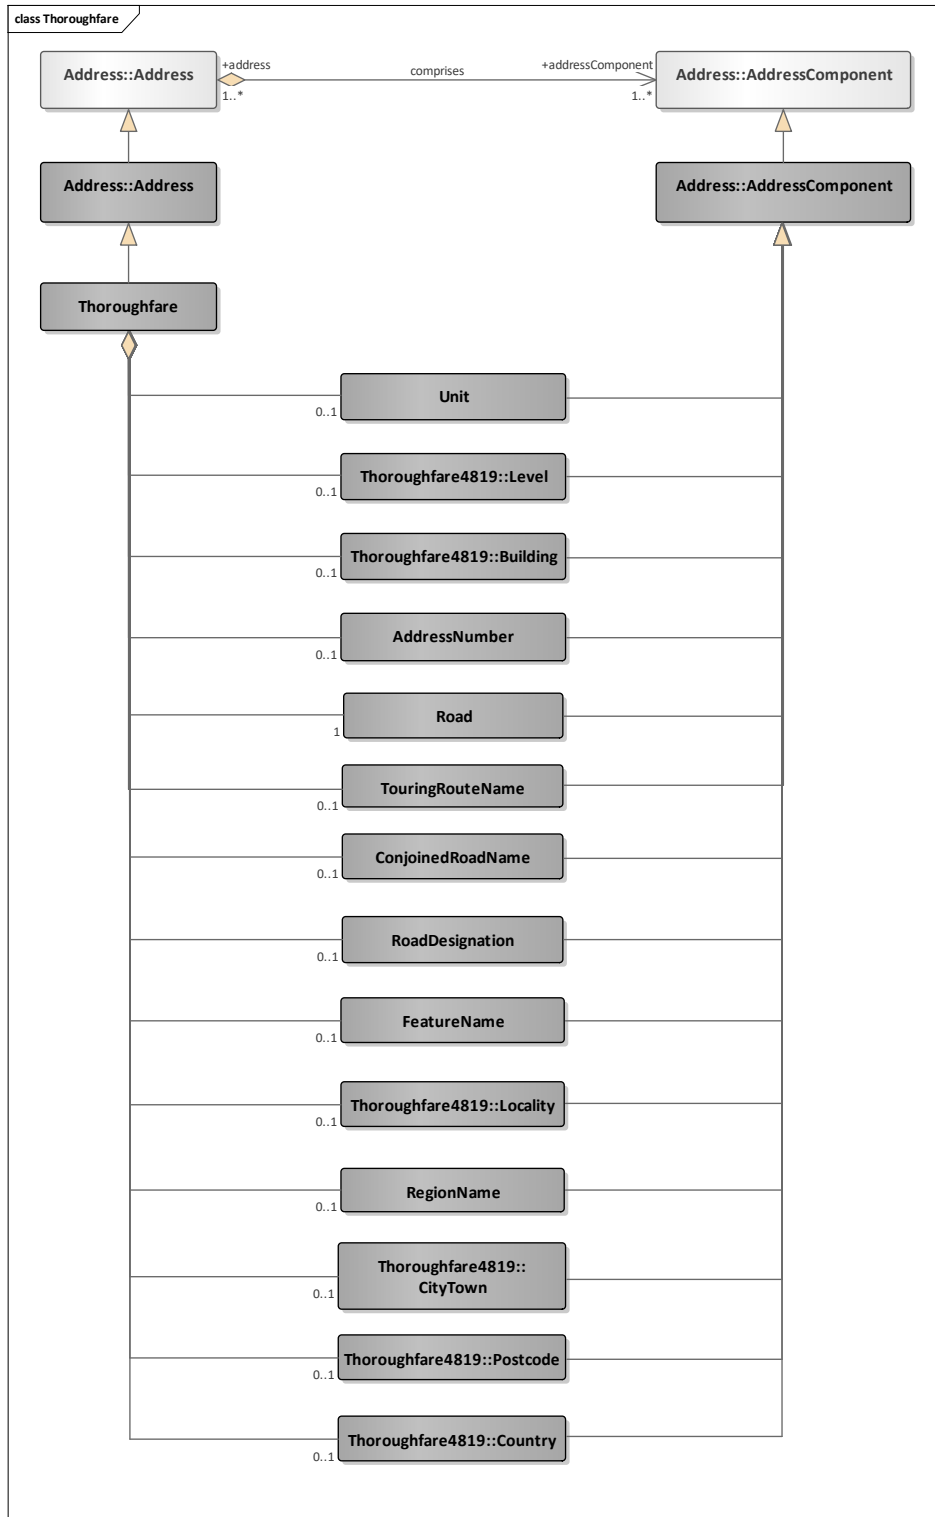 class Thoroughfare
Address::Address
+address
comprises
+addressComponent
Address::AddressComponent
1..*
1..*
Address::Address
Address::AddressComponent
Thoroughfare
Unit
0..1
Thoroughfare4819::Level
0..1
Thoroughfare4819::Building
0..1
AddressNumber
0..1
Road
1
TouringRouteName
0..1
ConjoinedRoadName
0..1
RoadDesignation
0..1
FeatureName
0..1
Thoroughfare4819::Locality
0..1
RegionName
0..1
Thoroughfare4819::
CityTown
0..1
Thoroughfare4819::Postcode
0..1
Thoroughfare4819::Country
0..1